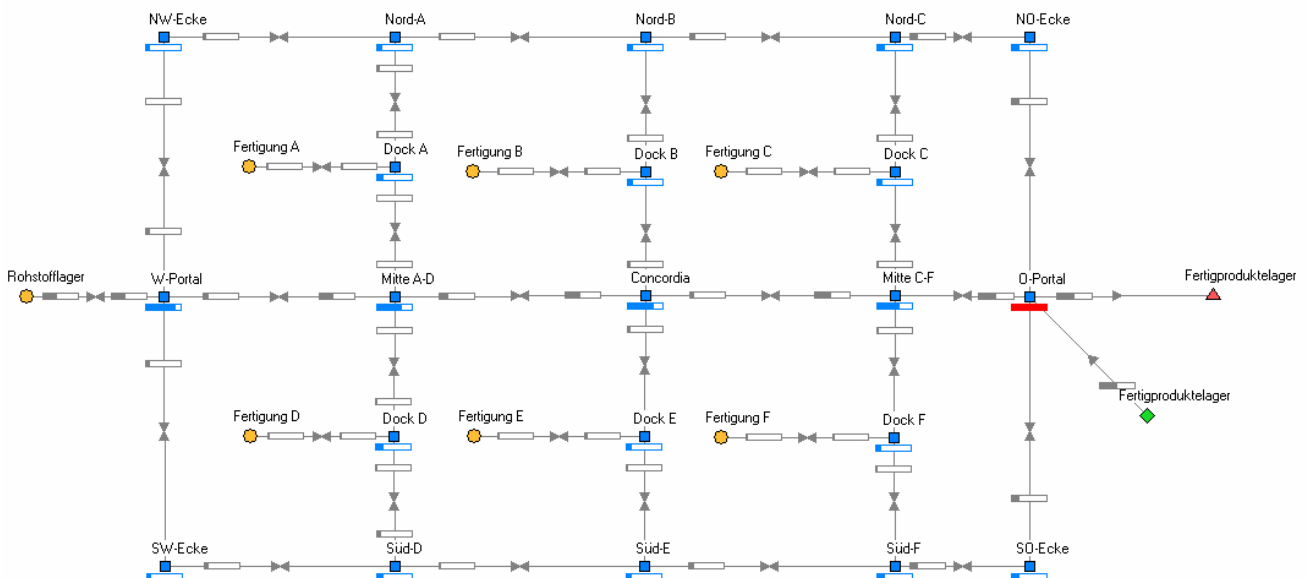 NW-Ecke
Nord-A
Nord-B
Nord-C
NO-Ecke
Fertigung A
Dock A
Fertigung B
Dock B
Fertigung C
Dock C
Rohstofflager
W-Portal
Mitte A-D
Concordia
Mitte C-F
O-Portal
Fertigproduktelager
Fertigproduktelager
Fertigung D
Dock D
Fertigung E
Dock E
Fertigung F
Dock F
SW-Ecke
Süd-D
Süd-E
Süd-F
SO-Ecke